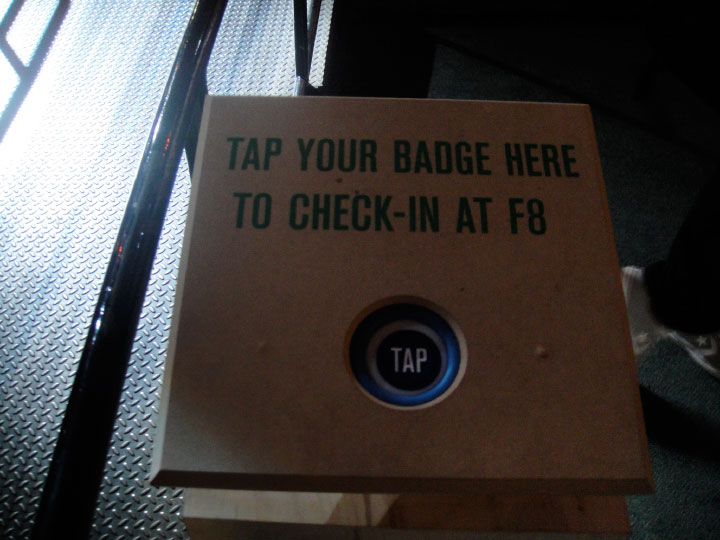 TAP YOUR BADGE HERE
TO CHECK-IN AT F8
TAP